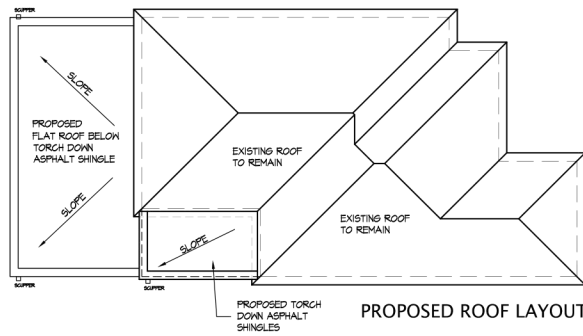 SCUPPER
SLOPE
PROPOSED
FLAT ROOF BELOW
TORCH DOWN
ASPHALT SHINGLE
SLOPE
EXISTING ROOF
TO REMAIN
EXISTING ROOF
TO REMAIN
SLOPE
SCUPPER
SCUPPER
PROPOSED TORCH
DOWN ASPHALT
SHINGLES
PROPOSED ROOF LAYOUT